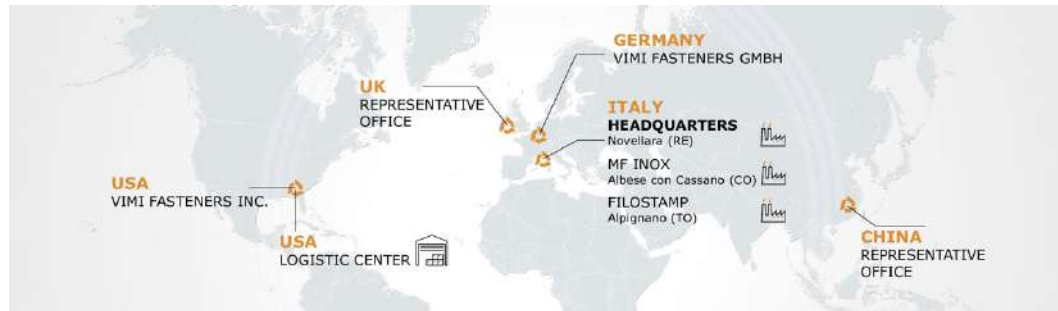 GERMANY
VIMI FASTENERS GMBH
UK
REPRESENTATIVE
OFFICE
ITALY
HEADQUARTERS
Novellara (RE)
MF INOX
Albese con Cassano (CO)
FILOSTAMP
Alpignano (TO)
USA
VIMI FASTENERS INC.
USA
LOGISTIC CENTER
CHINA
REPRESENTATIVE
OFFICE